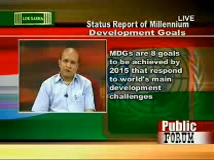 LOK SABHA
LIVE
Status Report of Millennium
Development Goals
MDGs are 8 goals
to be achieved by
2015 that respond
to world's main
development
challenges
Public
FORUM